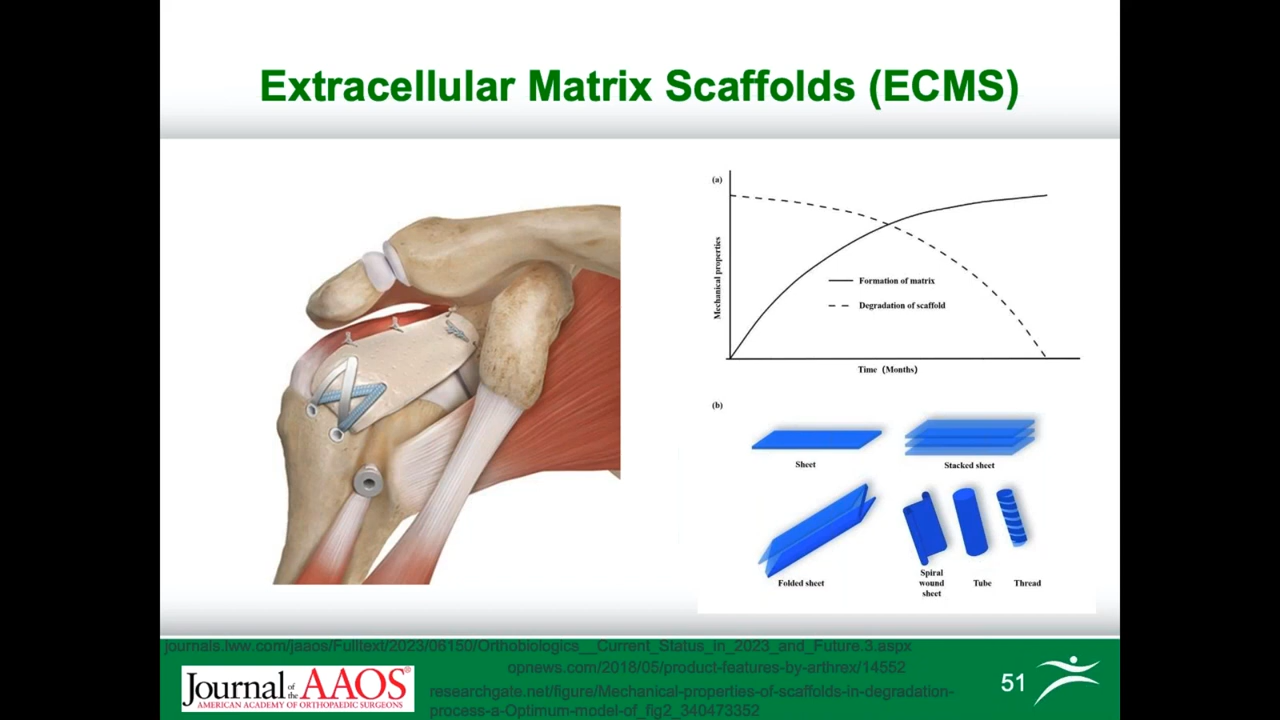 Extracellular Matrix Scaffolds (ECMS)
(a)
Mechanical properties
Formation of matrix
Degradation of scaffold
Time (Months)
(b)
Sheet
Stacked sheet
Folded sheet
Spiral
wound
sheet
Tube
Thread
journals.lww.com/jaaos/Fulltext/2023/06150/Orthobiologics__Current_Status_in_2023_and_Future.3.aspx
opnews.com/2018/05/product-features-by-arthrex/14552
researchgate.net/figure/Mechanical-properties-of-scaffolds-in-degradation-
process-a-Optimum-model-of_fig2_340473352
Journal of the AAOS®
AMERICAN ACADEMY OF ORTHOPAEDIC SURGEONS
51